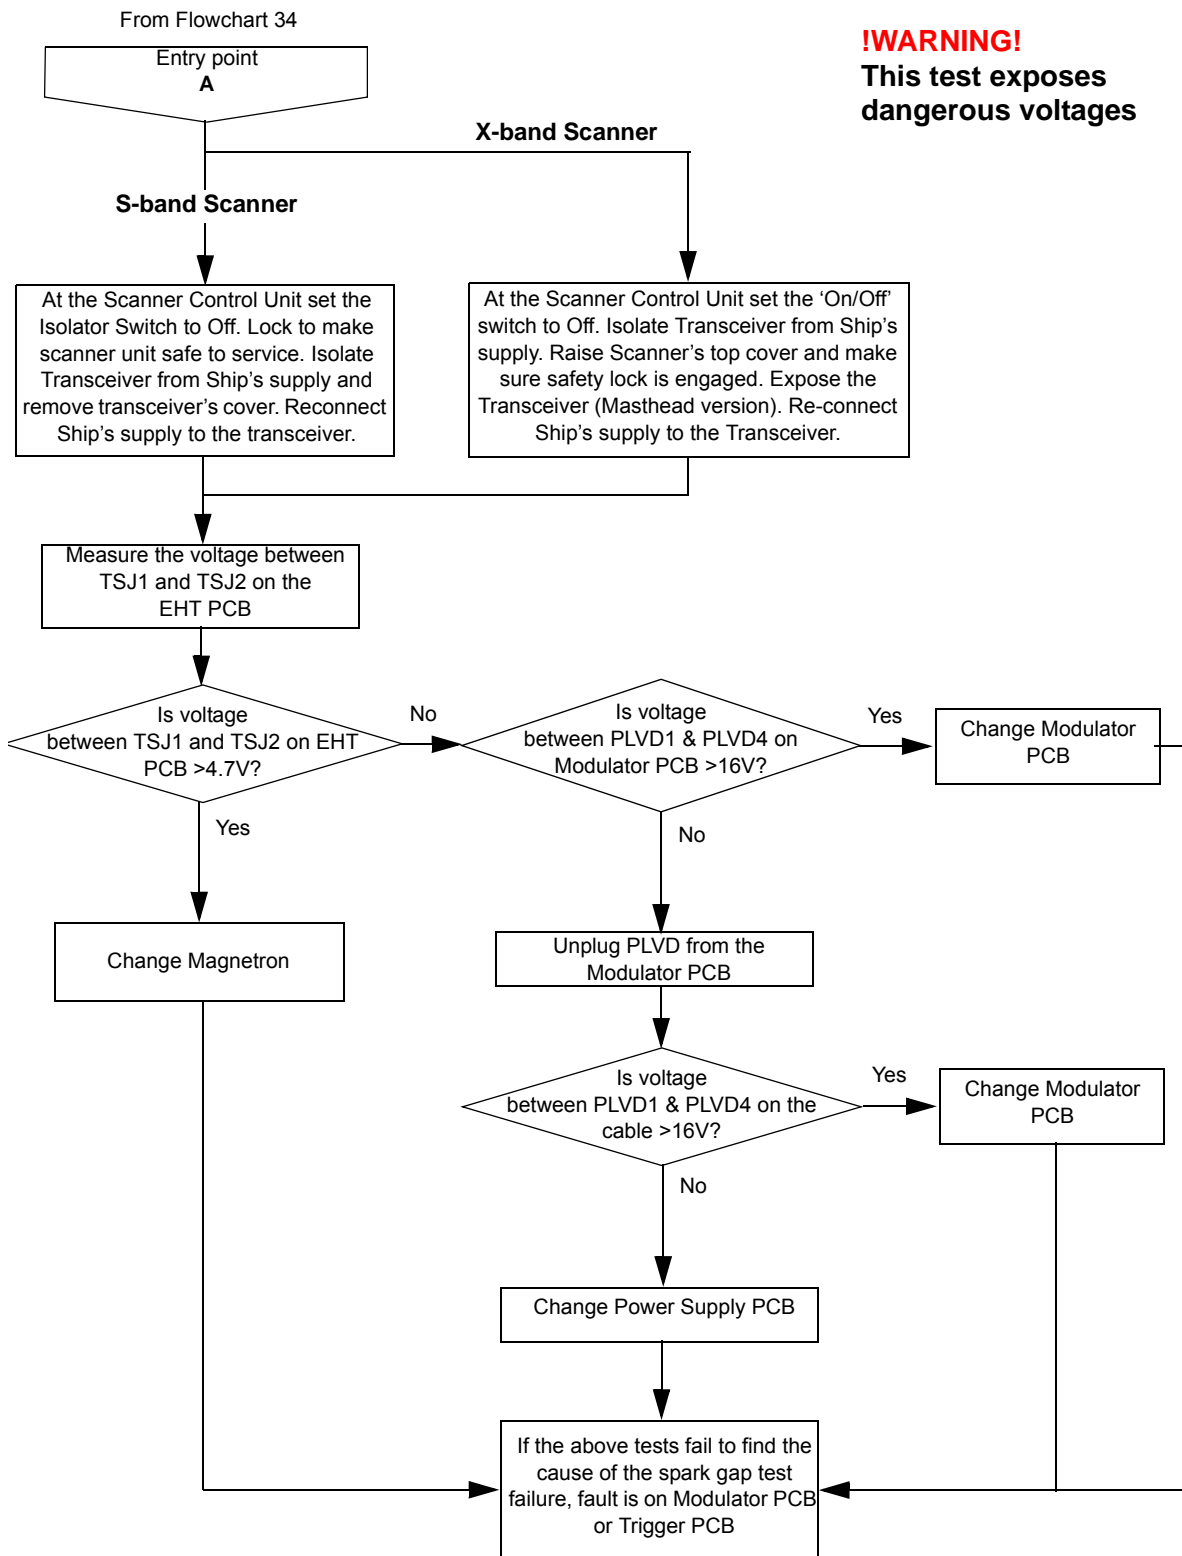 From Flowchart 34
Entry point
A
!WARNING!
This test exposes
dangerous voltages
X-band Scanner
S-band Scanner
At the Scanner Control Unit set the
Isolator Switch to Off. Lock to make
scanner unit safe to service. Isolate
Transceiver from Ship's supply and
remove transceiver's cover. Reconnect
Ship's supply to the transceiver.
At the Scanner Control Unit set the ‘On/Off’
switch to Off. Isolate Transceiver from Ship's
supply. Raise Scanner's top cover and make
sure safety lock is engaged. Expose the
Transceiver (Masthead version). Re-connect
Ship's supply to the Transceiver.
Measure the voltage between
TSJ1 and TSJ2 on the
EHT PCB
Is voltage
between TSJ1 and TSJ2 on EHT
PCB >4.7V?
No
Is voltage
between PLVD1 & PLVD4 on
Modulator PCB >16V?
Yes
Change Modulator
PCB
Yes
No
Change Magnetron
Unplug PLVD from the
Modulator PCB
Is voltage
between PLVD1 & PLVD4 on the
cable >16V?
Yes
Change Modulator
PCB
No
Change Power Supply PCB
If the above tests fail to find the
cause of the spark gap test
failure, fault is on Modulator PCB
or Trigger PCB